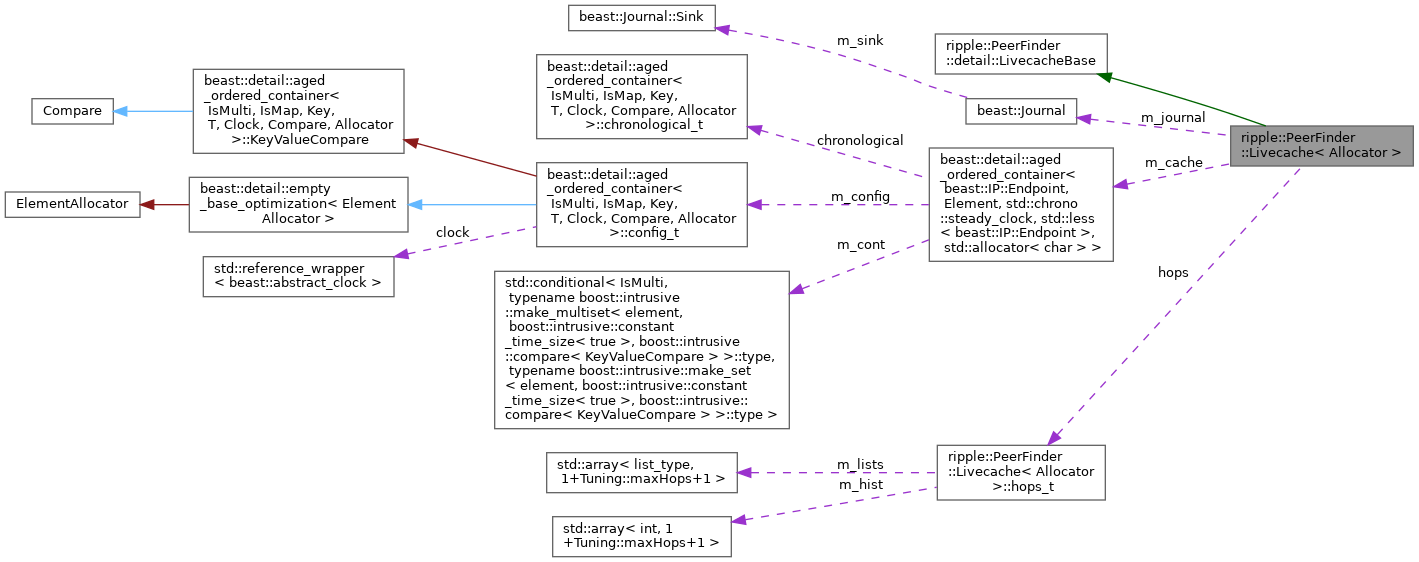 beast::Journal::Sink
m_sink
ripple::PeerFinder
::detail::LivecacheBase
beast::detail::aged
_ordered_container<
IsMulti, IsMap, Key,
T, Clock, Compare, Allocator
>::chronological_t
beast::detail::aged
_ordered_container<
IsMulti, IsMap, Key,
T, Clock, Compare, Allocator
>::KeyValueCompare
Compare
beast::Journal
m_journal
ripple::PeerFinder
::Livecache< Allocator >
chronological
m_cache
beast::detail::aged
_ordered_container<
beast::IP::Endpoint,
Element, std::chrono
::steady_clock, std::less
< beast::IP::Endpoint >,
std::allocator< char > >
beast::detail::aged
_ordered_container<
IsMulti, IsMap, Key,
T, Clock, Compare, Allocator
>::config_t
m_config
beast::detail::empty
_base_optimization< Element
Allocator >
ElementAllocator
clock
m_cont
std::reference_wrapper
< beast::abstract_clock >
hops
std::conditional< IsMulti,
typename boost::intrusive
::make_multiset< element,
boost::intrusive::constant
_time_size< true >, boost::intrusive
::compare< KeyValueCompare > >::type,
typename boost::intrusive::make_set
< element, boost::intrusive::constant
_time_size< true >, boost::intrusive::
compare< KeyValueCompare > >::type >
ripple::PeerFinder
::Livecache< Allocator
>::hops_t
m_lists
std::array< list_type,
1+Tuning::maxHops+1 >
m_hist
std::array< int, 1
+Tuning::maxHops+1 >